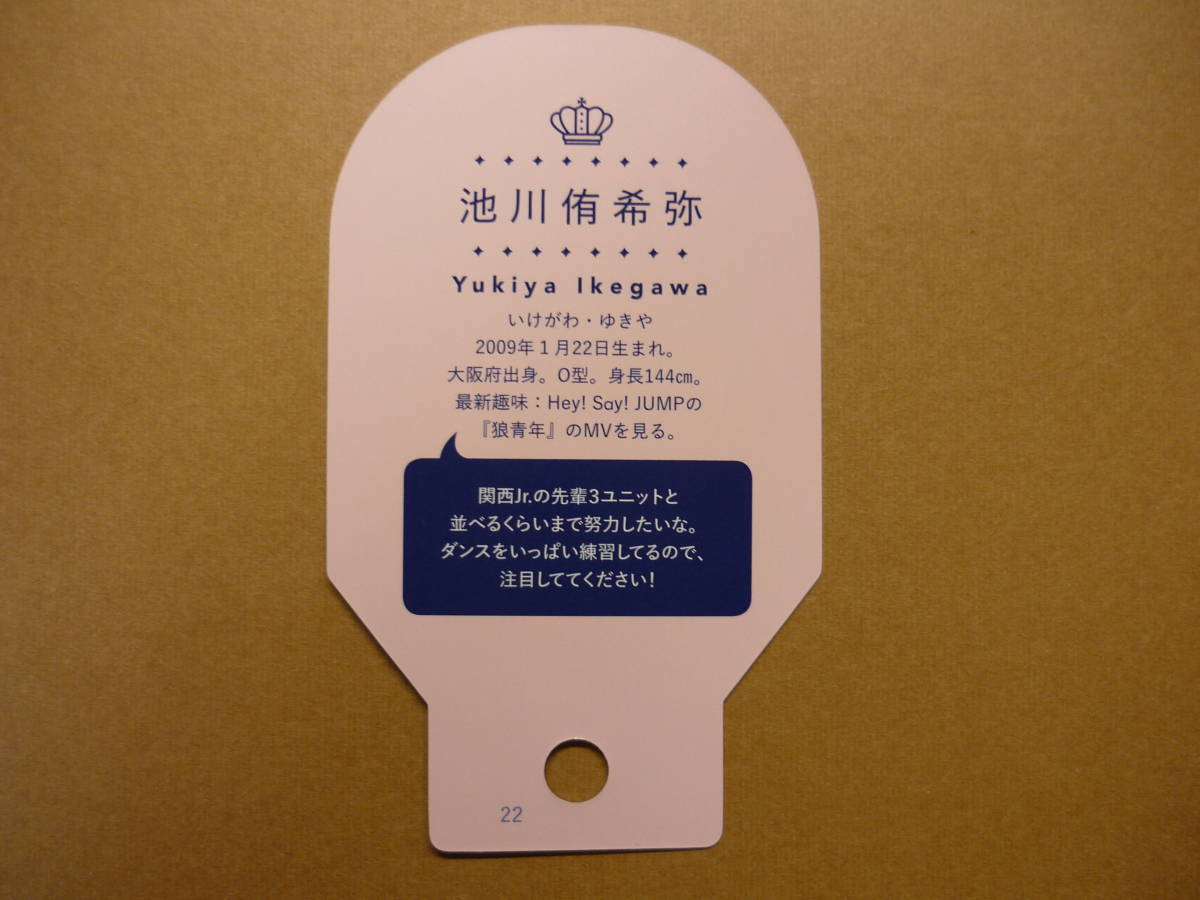 池川侑希弥
Yukiya Ikegawa
いけがわ・ゆきや
2009年1月22日生まれ。
大阪府出身。O型。身長144㎝。
最新趣味：Hey! Say! JUMPの
『狼青年』のMVを見る。
関西Jr.の先輩3ユニットと
並べるくらいまで努力したいな。
ダンスをいっぱい練習してるので、
注目しててください！
22